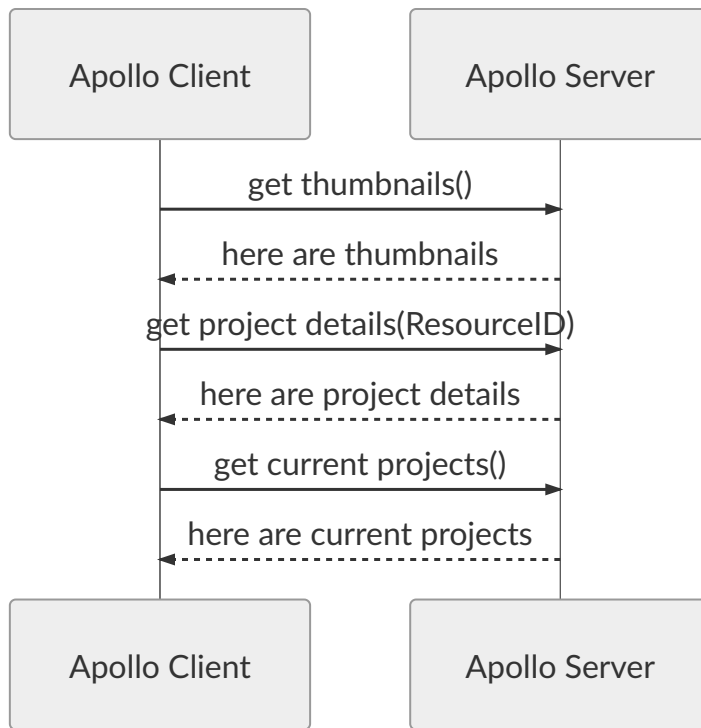 Apollo Client
Apollo Server
get thumbnails()
here are thumbnails
get project details(ResourceID)
here are project details
get current projects()
here are current projects
Apollo Client
Apollo Server